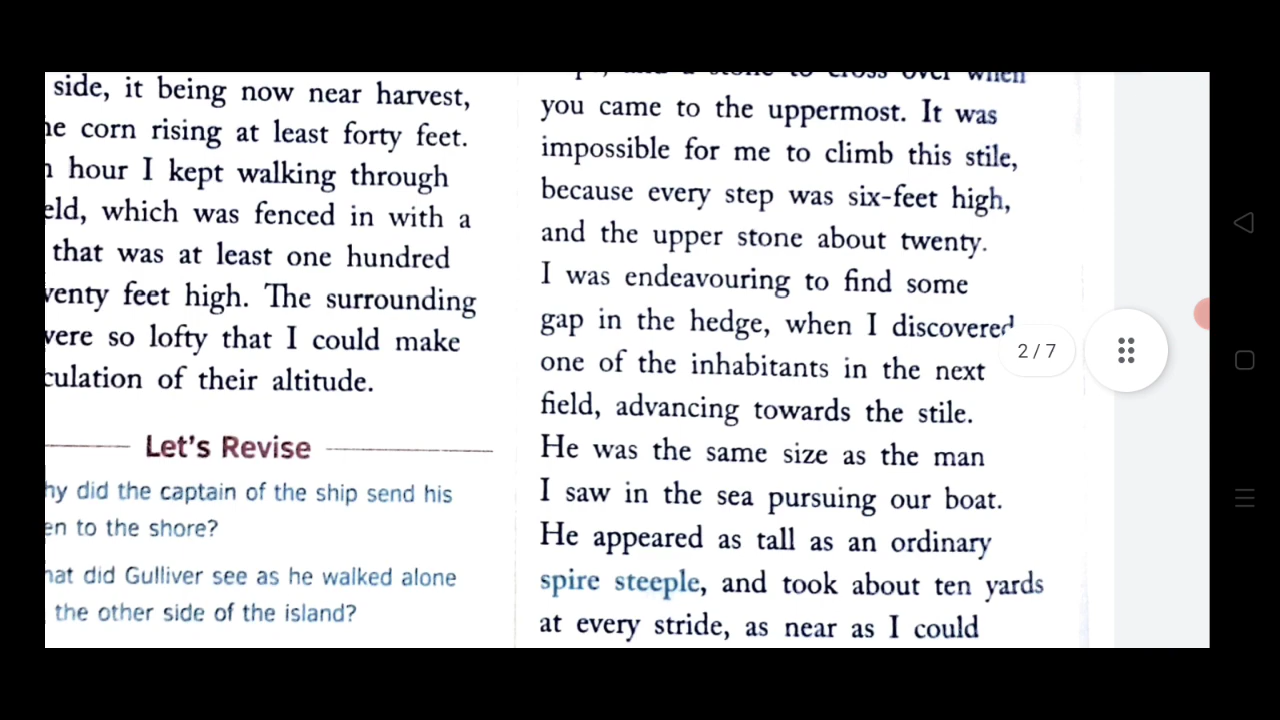 side, it being now near harvest,
corn rising at least forty feet.
hour I kept walking through
which was fenced in with a
that was at least one hundred
feet high. The surrounding
so lofty that I could make
of their altitude.
Let's Revise
did the captain of the ship send his
to the shore?
did Gulliver see as he walked alone
the other side of the island?
to cross over when
you came to the uppermost. It was
impossible for me to climb this stile,
because every step was six-feet high,
and the upper stone about twenty.
I was endeavouring to find some
gap in the hedge, when I discovered
one of the inhabitants in the next
field, advancing towards the stile.
He was the same size as the man
I saw in the sea pursuing our boat.
He appeared as tall as an ordinary
spire steeple, and took about ten yards
at every stride, as near as I could
2/7